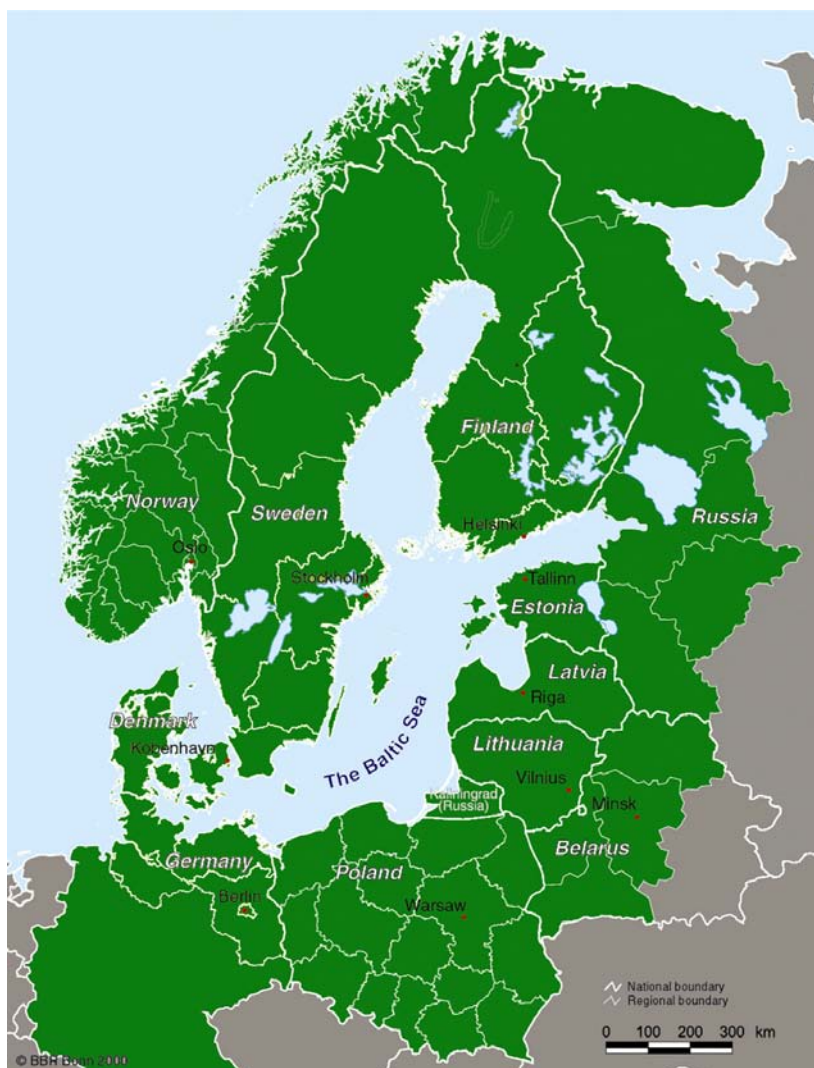 Finland
Norway
Sweden
Helsinki
Russia
Oslo
Stockholm
Tallinn
Estonia
Latvia
Riga
Denmark
The Baltic Sea
Kobenhavn
Lithuania
Vilnius
Kaliningrad
(Russia)
Minsk
Belarus
Germany
Poland
Berlin
Warsaw
National boundary
Regional boundary
0 100 200 300 km
© BBR Bonn 2000